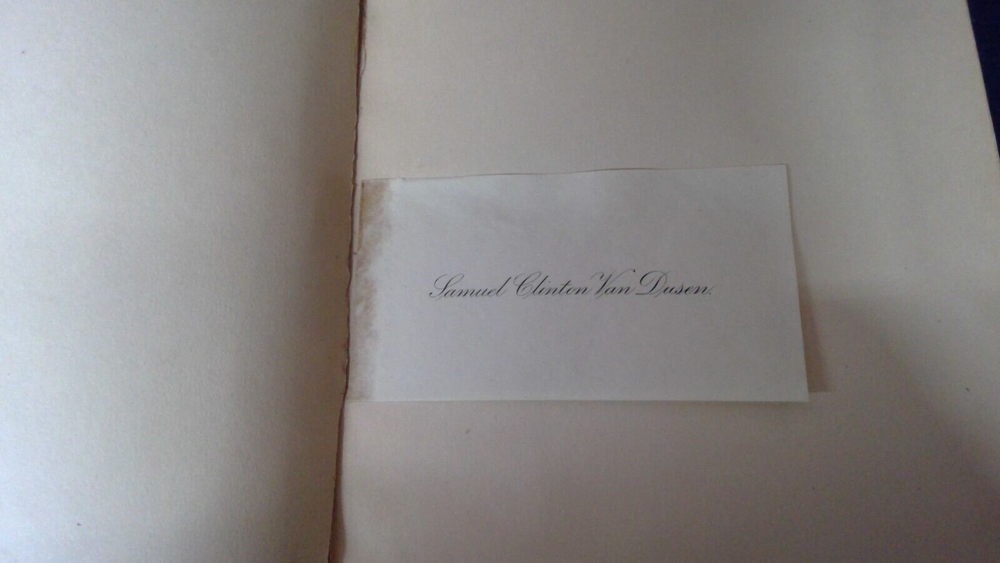 Samuel Clinton Van Dusen.